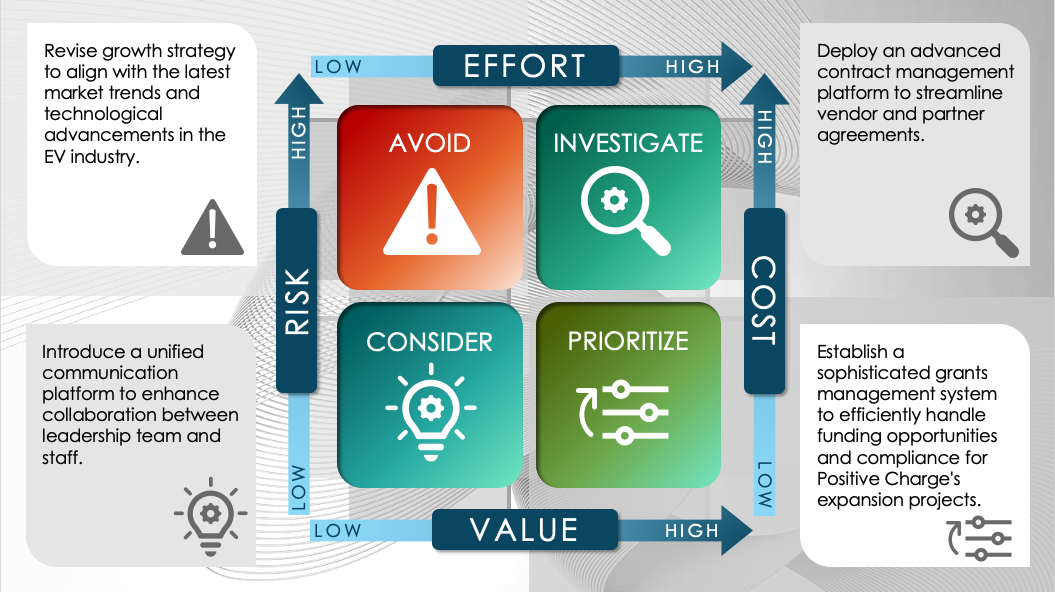 Revise growth strategy
to align with the latest
market trends and
technological
advancements in the
EV industry.
LOW
EFFORT
HIGH
Deploy an advanced
contract management
platform to streamline
vendor and partner
agreements.
HIGH
RISK
LOW
AVOID
INVESTIGATE
CONSIDER
PRIORITIZE
HIGH
COST
LOW
Introduce a unified
communication
platform to enhance
collaboration between
leadership team and
staff.
LOW
VALUE
HIGH
Establish a
sophisticated grants
management system
to efficiently handle
funding opportunities
and compliance for
Positive Charge's
expansion projects.